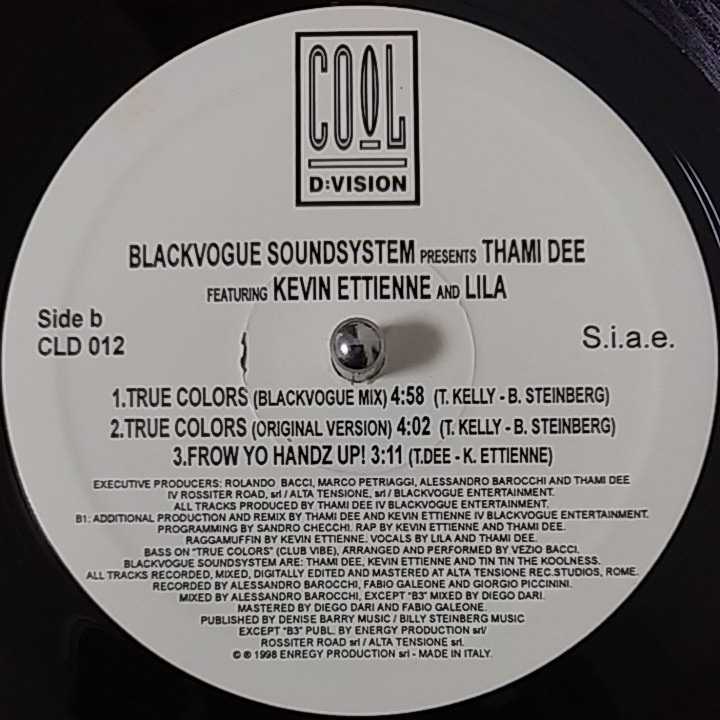 COOL
D:VISION
BLACKVOGUE SOUNDSYSTEM PRESENTS THAMI DEE
FEATURING KEVIN ETTIENNE AND LILA
Side b
CLD 012
S.i.a.e.
1.TRUE COLORS (BLACKVOGUE MIX) 4:58 (T. KELLY - B. STEINBERG)
2.TRUE COLORS (ORIGINAL VERSION) 4:02 (T. KELLY - B. STEINBERG)
3.FROW YO HANDZ UP! 3:11 (T.DEE - K. ETTIENNE)
EXECUTIVE PRODUCERS: ROLANDO BACCI, MARCO PETRIAGGI, ALESSANDRO BAROCCHI AND THAMI DEE
IV ROSSITER ROAD, srl / ALTA TENSIONE, srl / BLACKVOGUE ENTERTAINMENT.
ALL TRACKS PRODUCED BY THAMI DEE IV BLACKVOGUE ENTERTAINMENT.
B1: ADDITIONAL PRODUCTION AND REMIX BY THAMI DEE AND KEVIN ETTIENNE IV BLACKVOGUE ENTERTAINMENT.
PROGRAMMING BY SANDRO CHECCHI. RAP BY KEVIN ETTIENNE AND THAMI DEE.
RAGGAMUFFIN BY KEVIN ETTIENNE. VOCALS BY LILA AND THAMI DEE.
BASS ON "TRUE COLORS" (CLUB VIBE), ARRANGED AND PERFORMED BY VEZIO BACCI.
BLACKVOGUE SOUNDSYSTEM ARE: THAMI DEE, KEVIN ETTIENNE AND TIN TIN THE KOOLNESS.
ALL TRACKS RECORDED, MIXED, DIGITALLY EDITED AND MASTERED AT ALTA TENSIONE REC.STUDIOS, ROME.
RECORDED BY ALESSANDRO BAROCCHI, FABIO GALEONE AND GIORGIO PICCININI.
MIXED BY ALESSANDRO BAROCCHI, EXCEPT "B3" MIXED BY DIEGO DARI.
MASTERED BY DIEGO DARI AND FABIO GALEONE.
PUBLISHED BY DENISE BARRY MUSIC / BILLY STEINBERG MUSIC
EXCEPT "B3" PUBL. BY ENERGY PRODUCTION srl/
ROSSITER ROAD srl / ALTA TENSIONE srl.
© ℗ 1998 ENREGY PRODUCTION srl - MADE IN ITALY.